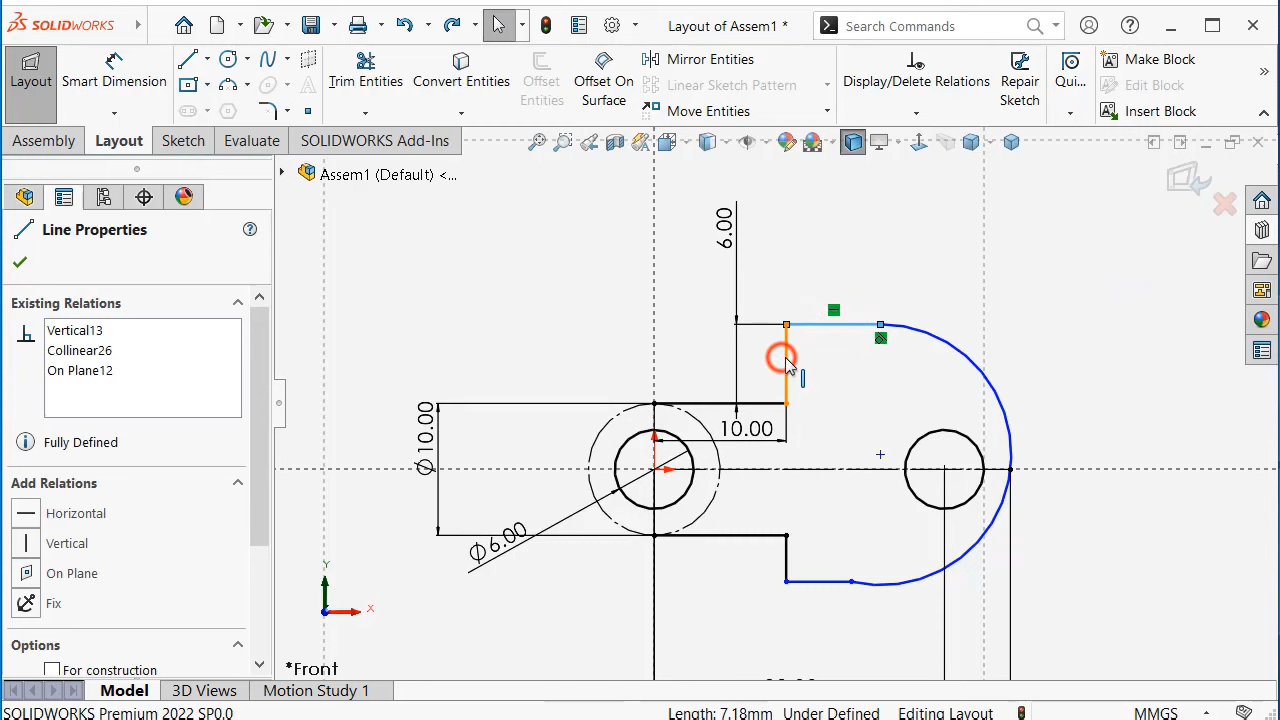 SOLIDWORKS
Layout of Assem1 *
Search Commands
Layout
Smart Dimension
Trim Entities
Convert Entities
Offset Entities
Offset On Surface
Mirror Entities
Linear Sketch Pattern
Move Entities
Display/Delete Relations
Repair Sketch
Qui...
Make Block
Edit Block
Insert Block
Assembly
Layout
Sketch
Evaluate
SOLIDWORKS Add-Ins
Assem1 (Default) <...
Line Properties
Existing Relations
Vertical13
Collinear26
On Plane12
Fully Defined
Add Relations
Horizontal
Vertical
On Plane
Fix
Options
For construction
6.00
10.00
Ø10.00
Ø6.00
Y
X
*Front
Model
3D Views
Motion Study 1
SOLIDWORKS Premium 2022 SP0.0
Length: 7.18mm
Under Defined
Editing Layout
MMGS